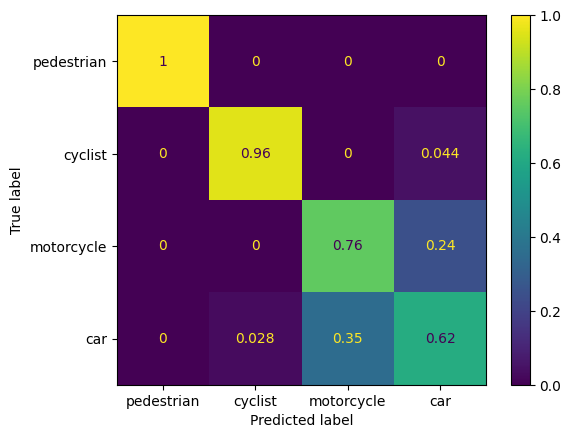 1.0
pedestrian 1 0 0 0
0.8
cyclist 0 0.96 0 0.044
0.6
True label
0.4
motorcycle 0 0 0.76 0.24
0.2
car 0 0.028 0.35 0.62
0.0
pedestrian cyclist motorcycle car
Predicted label